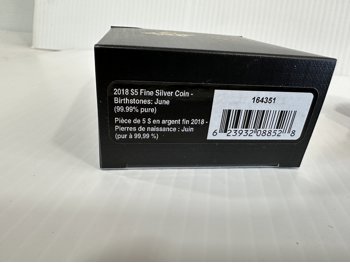 2018 $5 Fine Silver Coin -
Birthstones: June
(99.99% pure)
Pièce de 5 $ en argent fin 2018 -
Pierres de naissance : Juin
(pur à 99,99 %)
164351
6 23932 08852 8